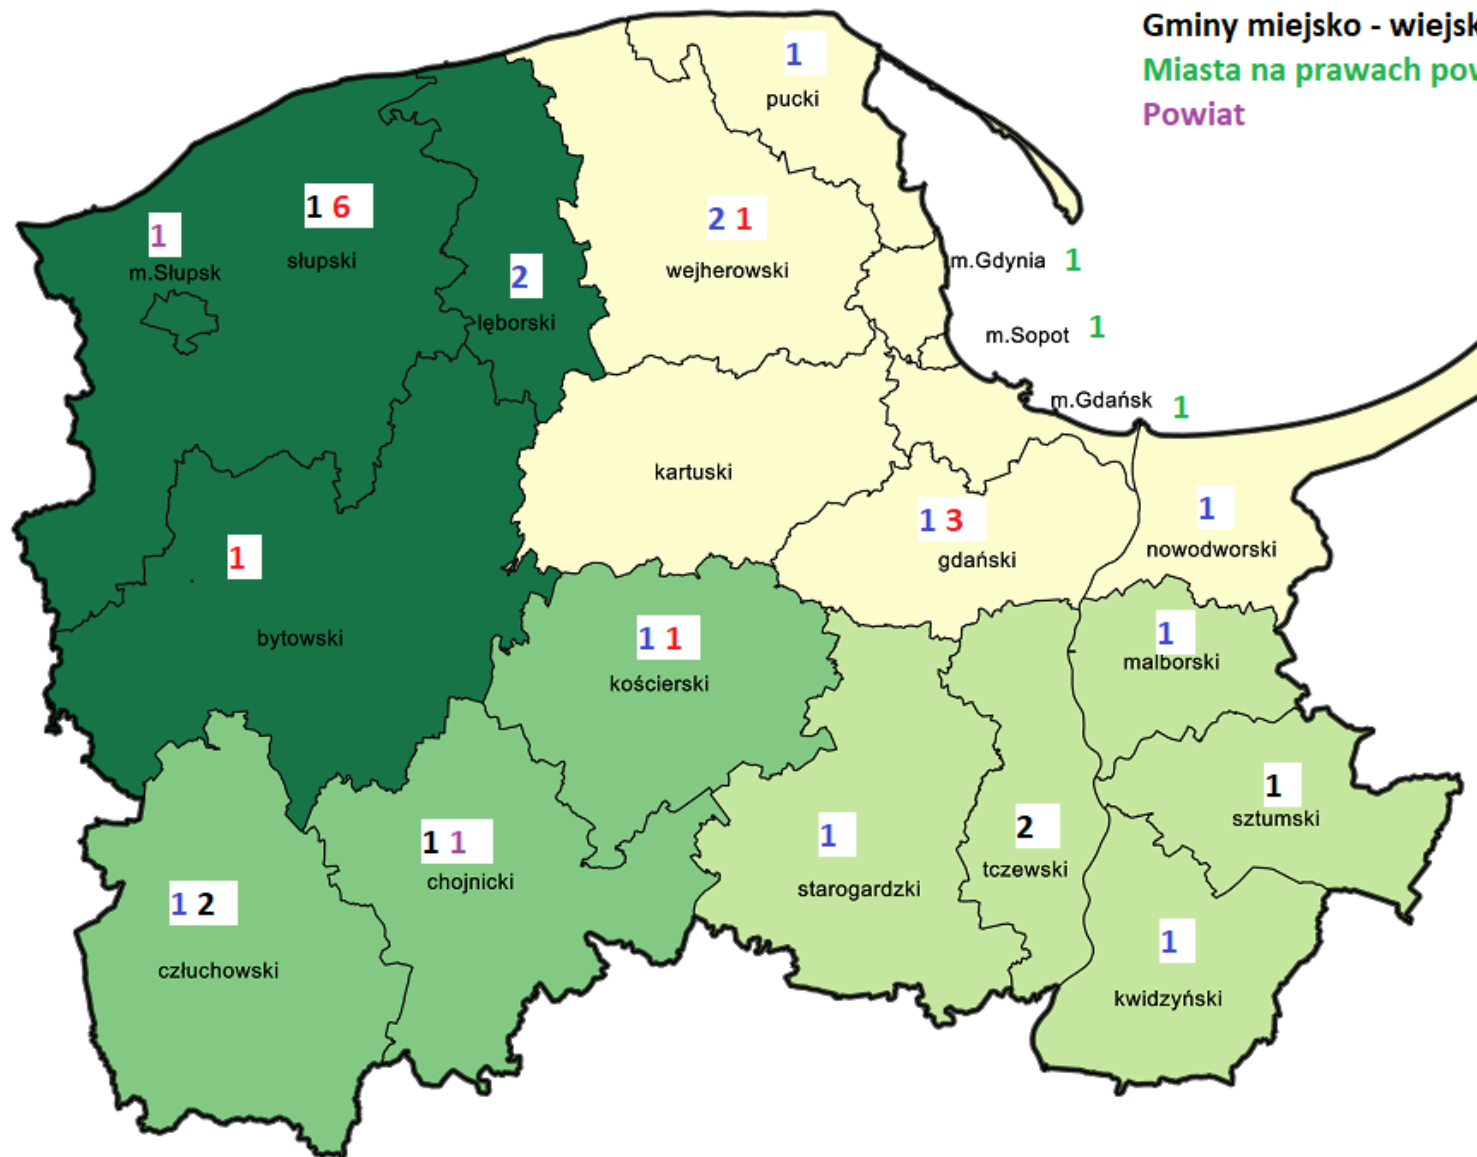 Gminy miejsko - wiejsk
Miasta na prawach pow
Powiat
1
pucki
1 6
słupski
1
m.Słupsk
2 1
wejherowski
2
lęborski
m.Gdynia 1
m.Sopot 1
m.Gdańsk 1
kartuski
1 3
gdański
1
nowodworski
1
bytowski
1 1
kościerski
1
malborski
1
sztumski
1 1
chojnicki
1
starogardzki
2
tczewski
1 2
człuchowski
1
kwidzyński